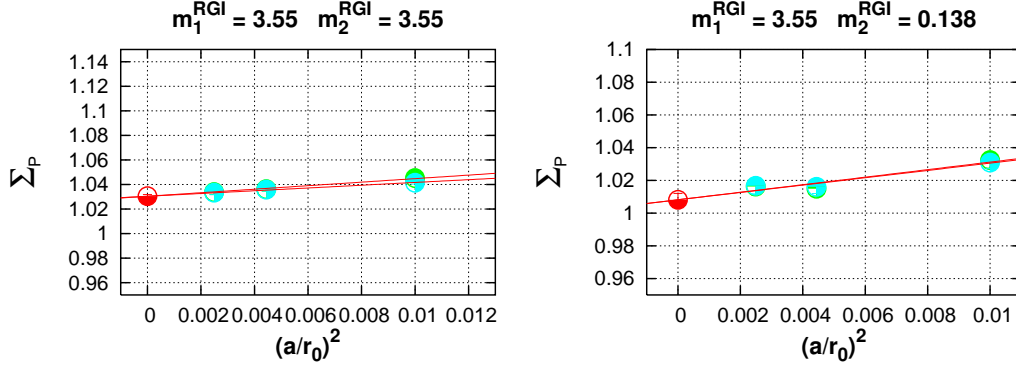 m₁ᴿᴳᴵ = 3.55 m₂ᴿᴳᴵ = 3.55
1.14
1.12
1.1
1.08
1.06
1.04
1.02
1
0.98
0.96
Σ_P
0 0.002 0.004 0.006 0.008 0.01 0.012
(a/r₀)²
m₁ᴿᴳᴵ = 3.55 m₂ᴿᴳᴵ = 0.138
1.1
1.08
1.06
1.04
1.02
1
0.98
0.96
Σ_P
0 0.002 0.004 0.006 0.008 0.01
(a/r₀)²